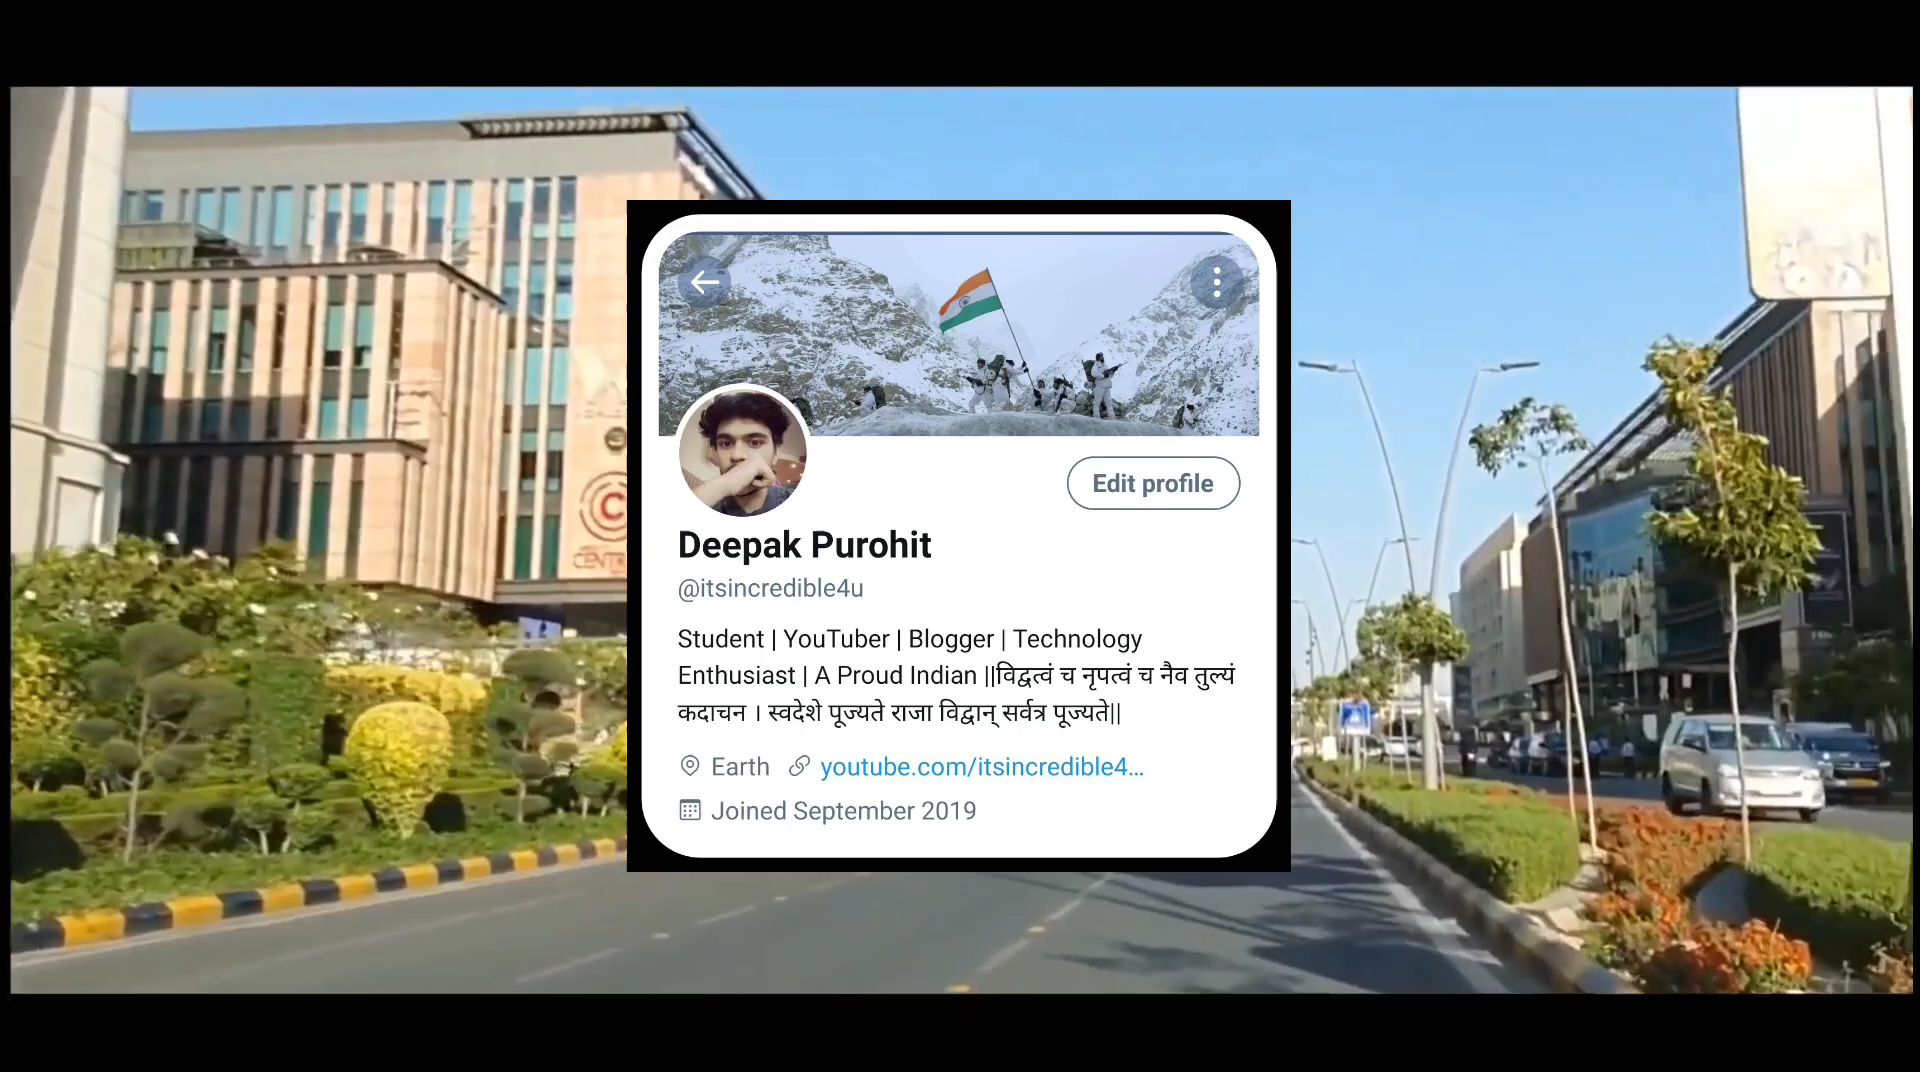 Edit profile
Deepak Purohit
@itsincredible4u
Student | YouTuber | Blogger | Technology
Enthusiast | A Proud Indian ||विद्वत्वं च नृपत्वं च नैव तुल्यं
कदाचन । स्वदेशे पूज्यते राजा विद्वान् सर्वत्र पूज्यते||
Earth youtube.com/itsincredible4...
Joined September 2019
C
CENTR